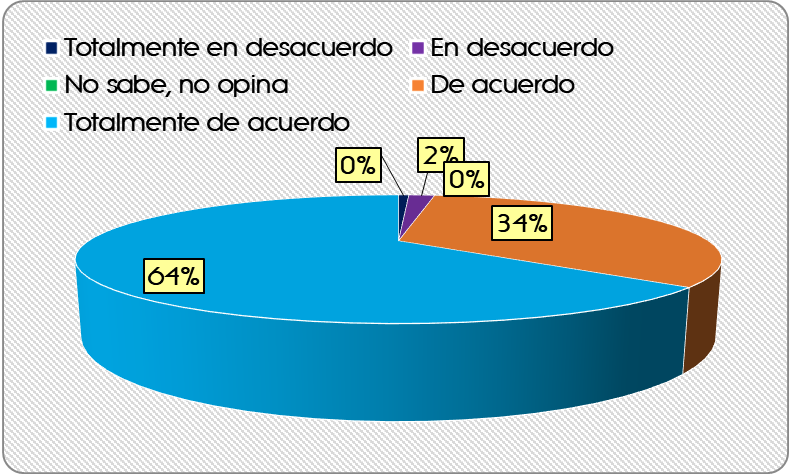 Totalmente en desacuerdo En desacuerdo
No sabe, no opina De acuerdo
Totalmente de acuerdo
0% 2%
0%
34%
64%